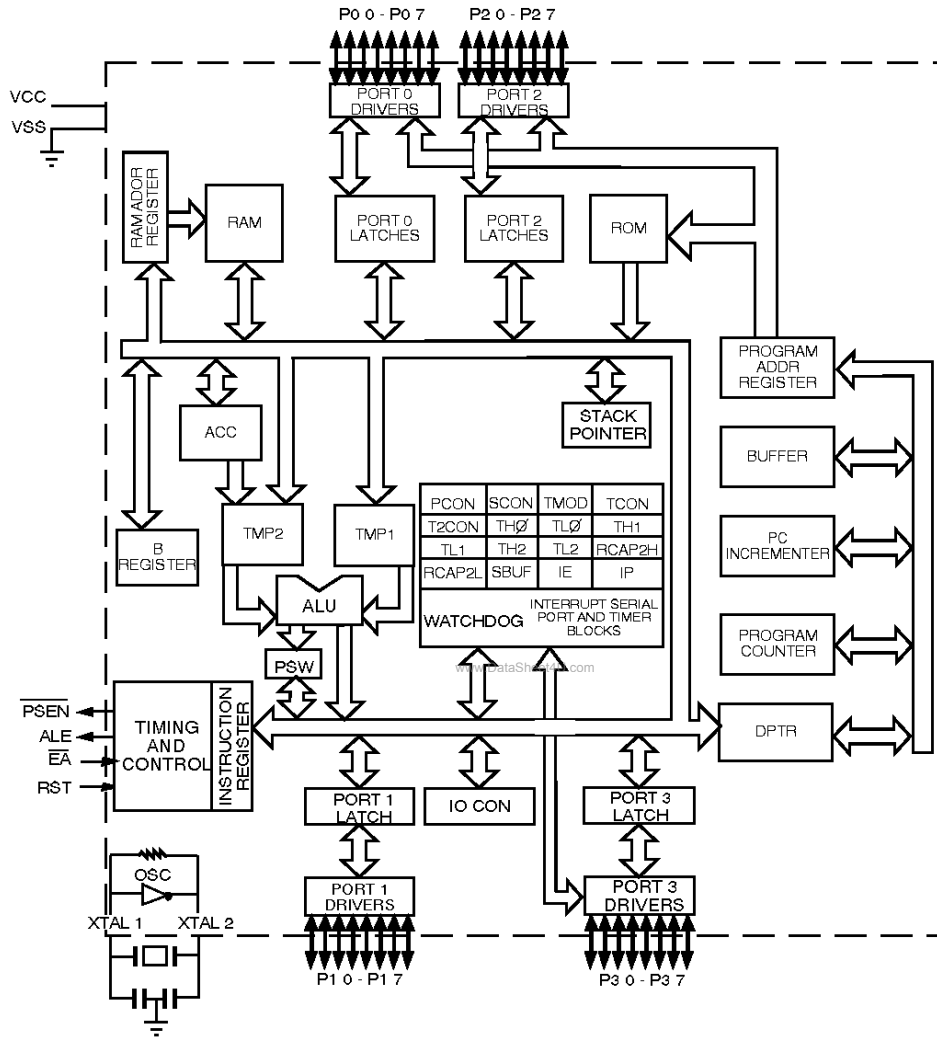 P0 0 - P0 7
P2 0 - P2 7
VCC
VSS
PORT 0
DRIVERS
PORT 2
DRIVERS
RAM ADDR
REGISTER
RAM
PORT 0
LATCHES
PORT 2
LATCHES
ROM
PROGRAM
ADDR
REGISTER
ACC
STACK
POINTER
BUFFER
B
REGISTER
TMP2
TMP1
PCON SCON TMOD TCON
T2CON THØ TLØ TH1
TL1 TH2 TL2 RCAP2H
RCAP2L SBUF IE IP
WATCHDOG
INTERRUPT SERIAL
PORT AND TIMER
BLOCKS
PC
INCREMENTER
ALU
PSW
www.DataSheet4U.com
PROGRAM
COUNTER
PSEN
ALE
EA
RST
TIMING
AND
CONTROL
INSTRUCTION
REGISTER
DPTR
PORT 1
LATCH
IO CON
PORT 3
LATCH
OSC
XTAL 1
XTAL 2
PORT 1
DRIVERS
PORT 3
DRIVERS
P1 0 - P1 7
P3 0 - P3 7